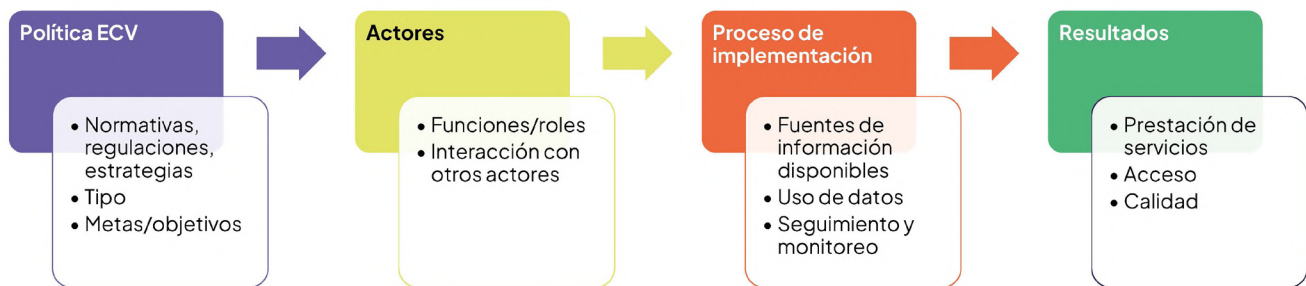 Política ECV
• Normativas,
regulaciones,
estrategias
• Tipo
• Metas/objetivos
Actores
• Funciones/roles
• Interacción con
otros actores
Proceso de
implementación
• Fuentes de
información
disponibles
• Uso de datos
• Seguimiento y
monitoreo
Resultados
• Prestación de
servicios
• Acceso
• Calidad